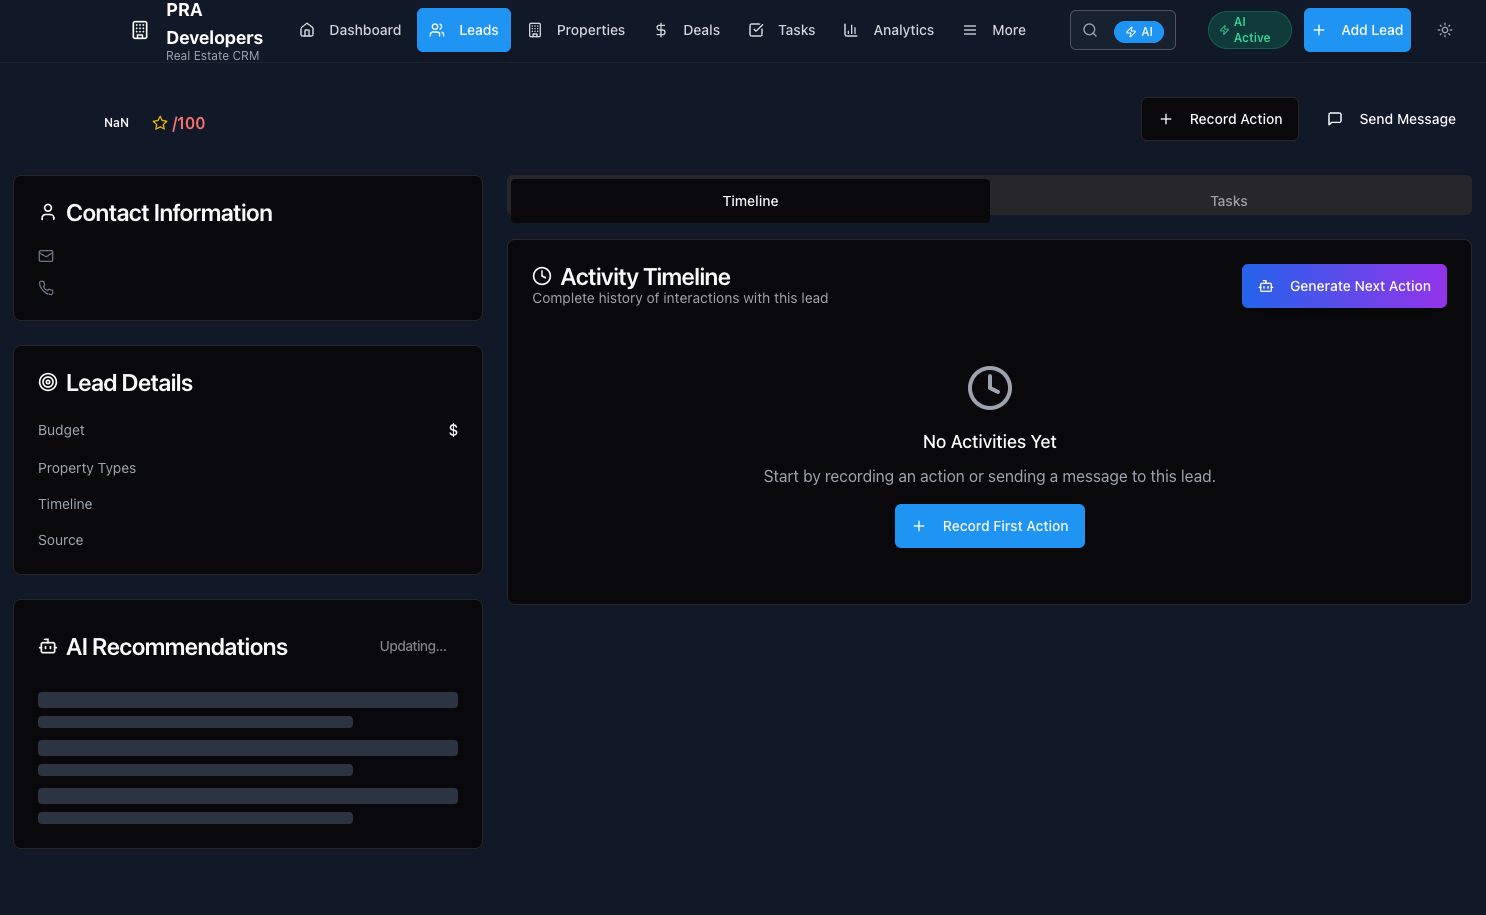 PRA
Developers
Real Estate CRM
Dashboard
Leads
Properties
Deals
Tasks
Analytics
More
AI
AI
Active
Add Lead
NaN
/100
Record Action
Send Message
Contact Information
Lead Details
Budget
$
Property Types
Timeline
Source
AI Recommendations
Updating...
Timeline
Tasks
Activity Timeline
Complete history of interactions with this lead
Generate Next Action
No Activities Yet
Start by recording an action or sending a message to this lead.
Record First Action